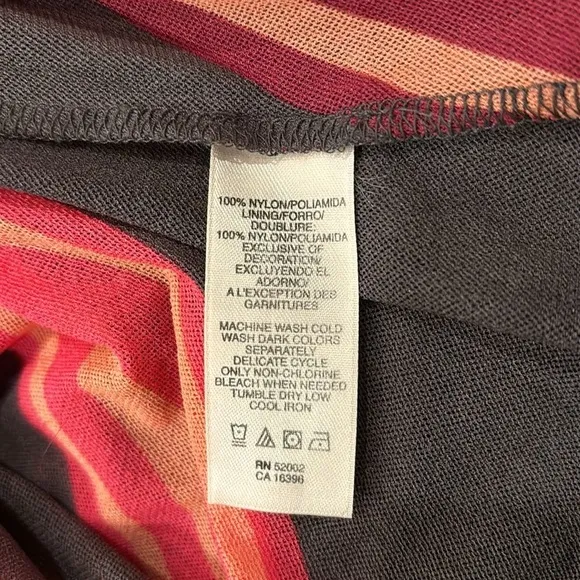 100% NYLON/POLIAMIDA
LINING/FORRO/
DOUBLURE:
100% NYLON/POLIAMIDA
EXCLUSIVE OF
DECORATION/
EXCLUYENDO EL
ADORNO/
A L'EXCEPTION DES
GARNITURES
MACHINE WASH COLD
WASH DARK COLORS
SEPARATELY
DELICATE CYCLE
ONLY NON-CHLORINE
BLEACH WHEN NEEDED
TUMBLE DRY LOW
COOL IRON
RN 52002
CA 16396